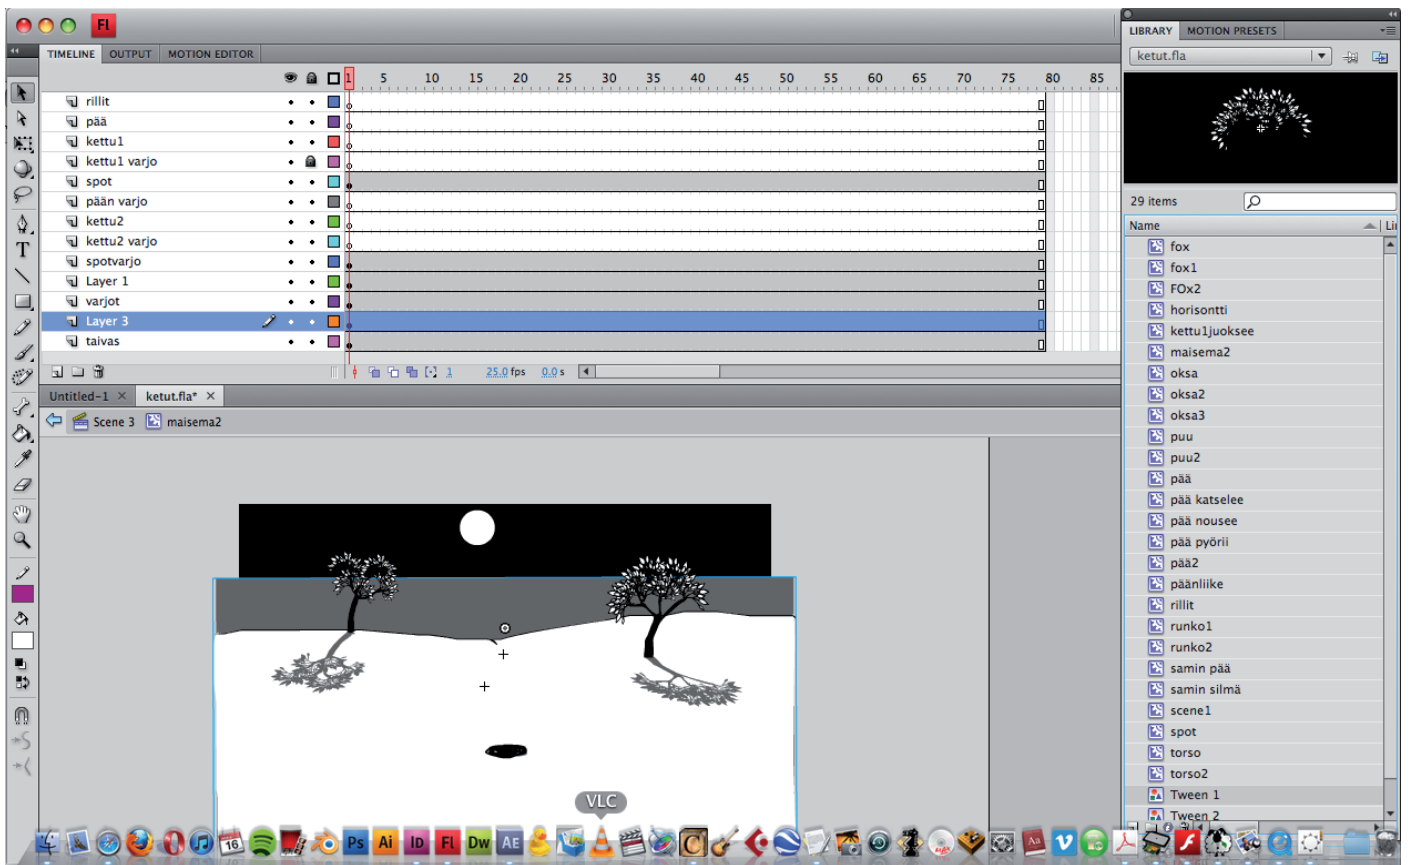 Fl
LIBRARY MOTION PRESETS
ketut.fla
TIMELINE OUTPUT MOTION EDITOR
1 5 10 15 20 25 30 35 40 45 50 55 60 65 70 75 80 85
rillit
pää
kettu1
kettu1 varjo
spot
pään varjo
kettu2
kettu2 varjo
spotvarjo
Layer 1
varjot
Layer 3
taivas
1 25.0 fps 0.0 s
Untitled-1 × ketut.fla* ×
Scene 3 maisema2
T
29 items
Name Lin
fox
fox1
FOx2
horisontti
kettu1juoksee
maisema2
oksa
oksa2
oksa3
puu
puu2
pää
pää katselee
pää nousee
pää pyörii
pää2
päänliike
rillit
runko1
runko2
samin pää
samin silmä
scene1
spot
torso
torso2
Tween 1
Tween 2
VLC
16 Ps Ai ID Fl Dw AE Aa